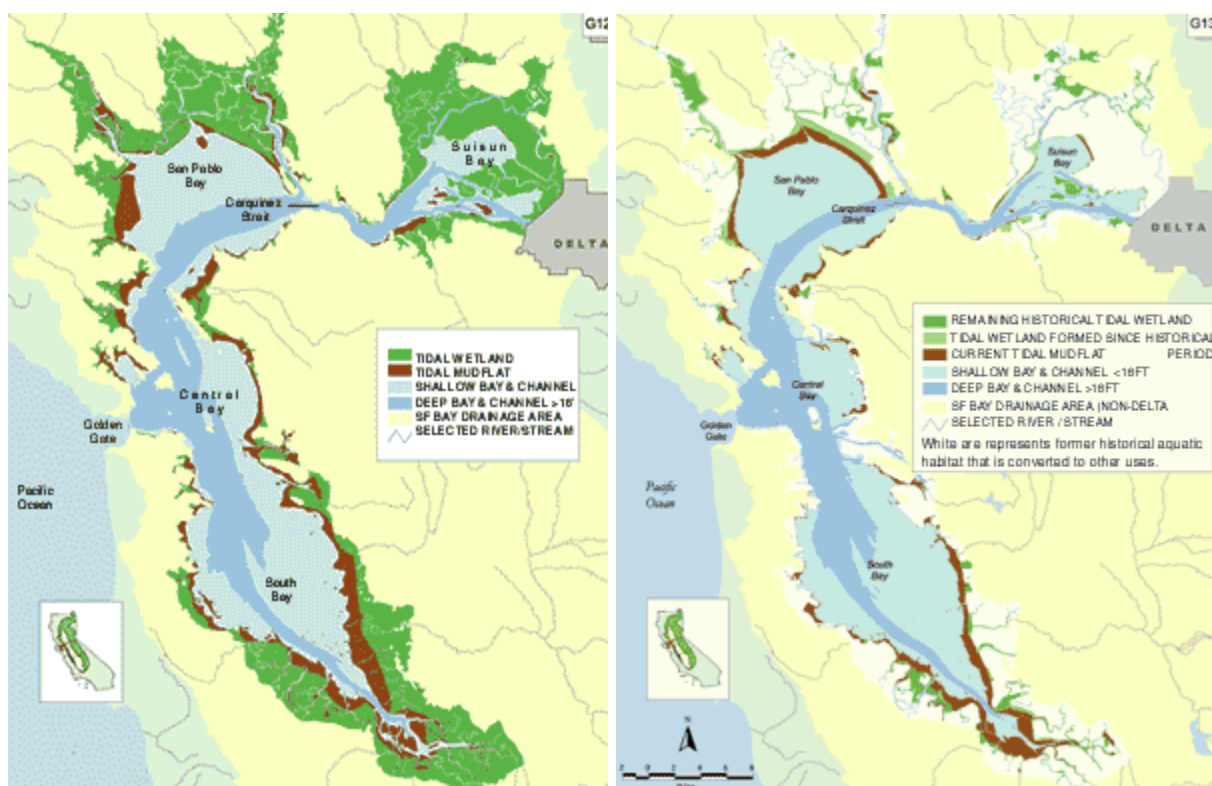 G12
San Pablo
Bay
Suisun
Bay
Carquinez
Strait
DELTA
TIDAL WETLAND
TIDAL MUDFLAT
SHALLOW BAY & CHANNEL
DEEP BAY & CHANNEL >18'
SF BAY DRAINAGE AREA
SELECTED RIVER/STREAM
Central
Bay
Golden
Gate
Pacific
Ocean
South
Bay
G13
San Pablo
Bay
Suisun
Bay
Carquinez
Strait
DELTA
REMAINING HISTORICAL TIDAL WETLAND
TIDAL WETLAND FORMED SINCE HISTORICAL
CURRENT TIDAL MUDFLAT PERIOD
SHALLOW BAY & CHANNEL <18FT
DEEP BAY & CHANNEL >18FT
SF BAY DRAINAGE AREA (NON-DELTA
SELECTED RIVER / STREAM
White are represents former historical aquatic
habitat that is converted to other uses.
Central
Bay
Golden
Gate
Pacific
Ocean
South
Bay
N